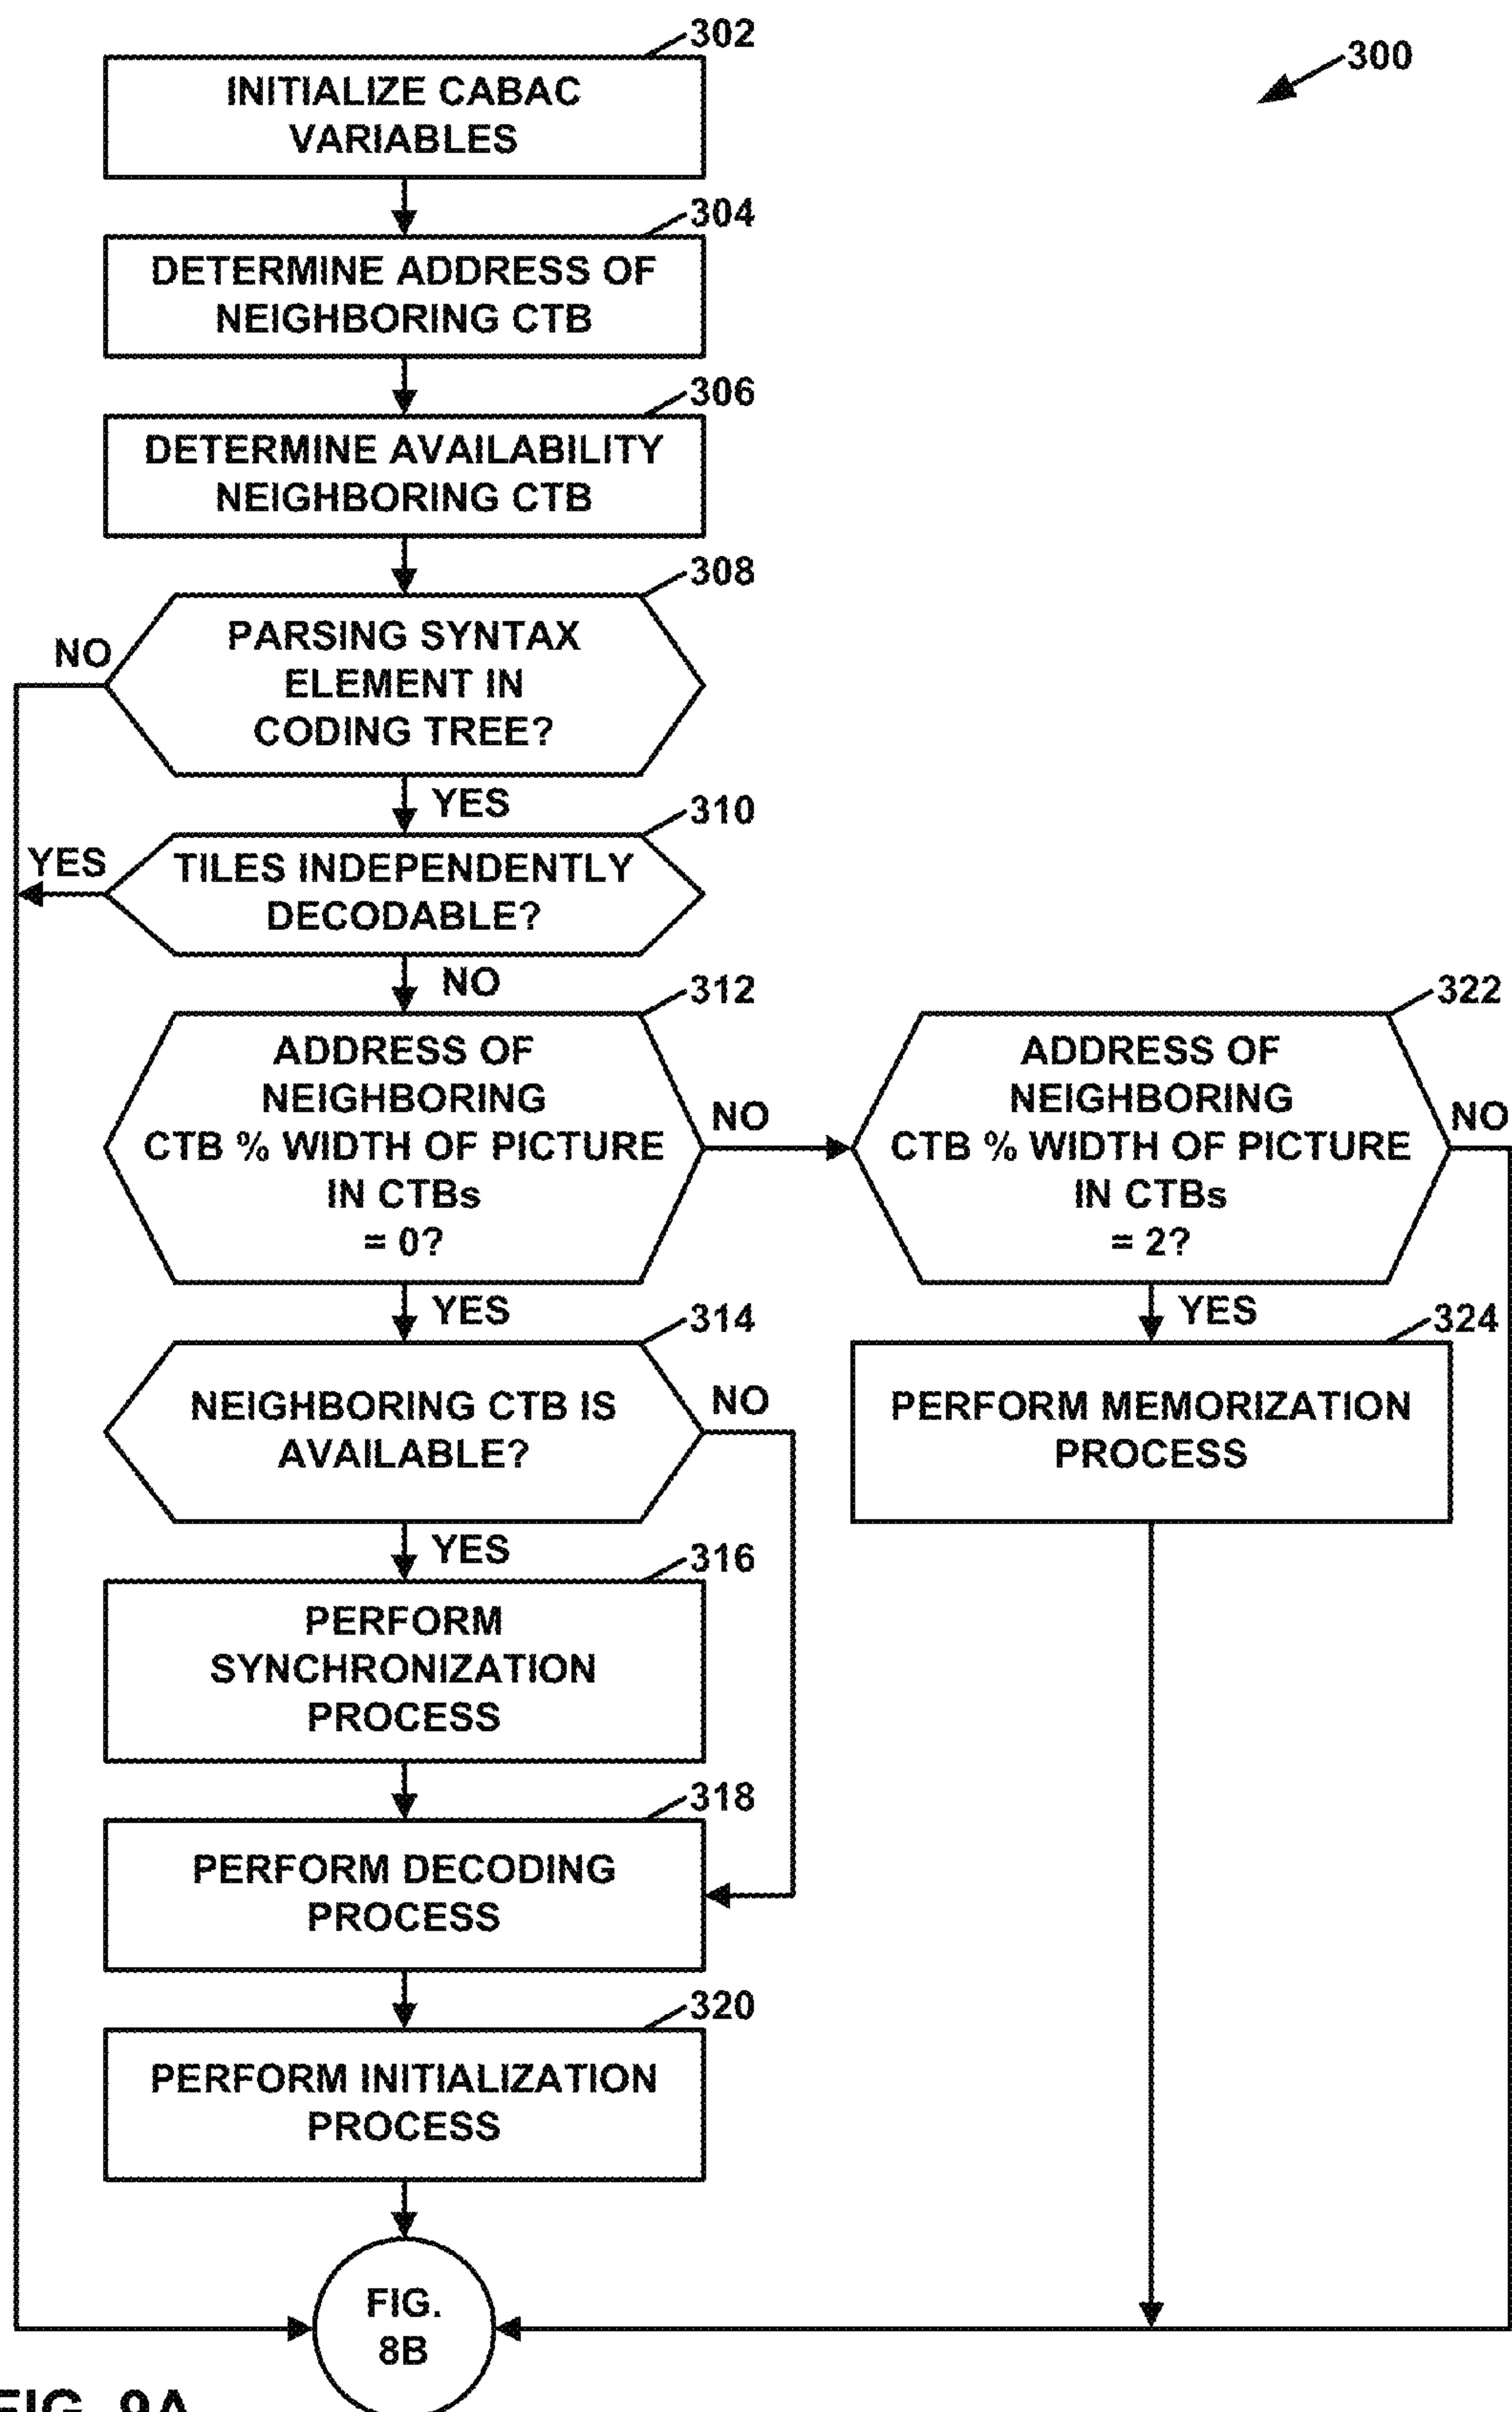 302
300
INITIALIZE CABAC
VARIABLES
304
DETERMINE ADDRESS OF
NEIGHBORING CTB
306
DETERMINE AVAILABILITY
NEIGHBORING CTB
308
NO
PARSING SYNTAX
ELEMENT IN
CODING TREE?
YES
310
YES
TILES INDEPENDENTLY
DECODABLE?
NO
312
ADDRESS OF
NEIGHBORING
CTB % WIDTH OF PICTURE
IN CTBs
= 0?
NO
322
ADDRESS OF
NEIGHBORING
CTB % WIDTH OF PICTURE
IN CTBs
= 2?
NO
YES
314
NEIGHBORING CTB IS
AVAILABLE?
NO
YES
324
PERFORM MEMORIZATION
PROCESS
YES
316
PERFORM
SYNCHRONIZATION
PROCESS
318
PERFORM DECODING
PROCESS
320
PERFORM INITIALIZATION
PROCESS
FIG.
8B
FIG. 9A